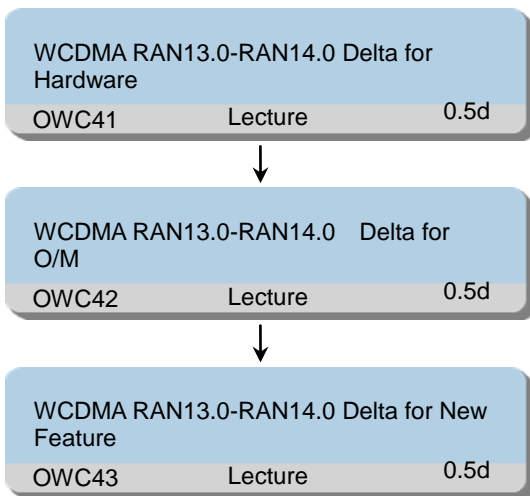 WCDMA RAN13.0-RAN14.0 Delta for
Hardware
OWC41 Lecture 0.5d
WCDMA RAN13.0-RAN14.0 Delta for
O/M
OWC42 Lecture 0.5d
WCDMA RAN13.0-RAN14.0 Delta for New
Feature
OWC43 Lecture 0.5d